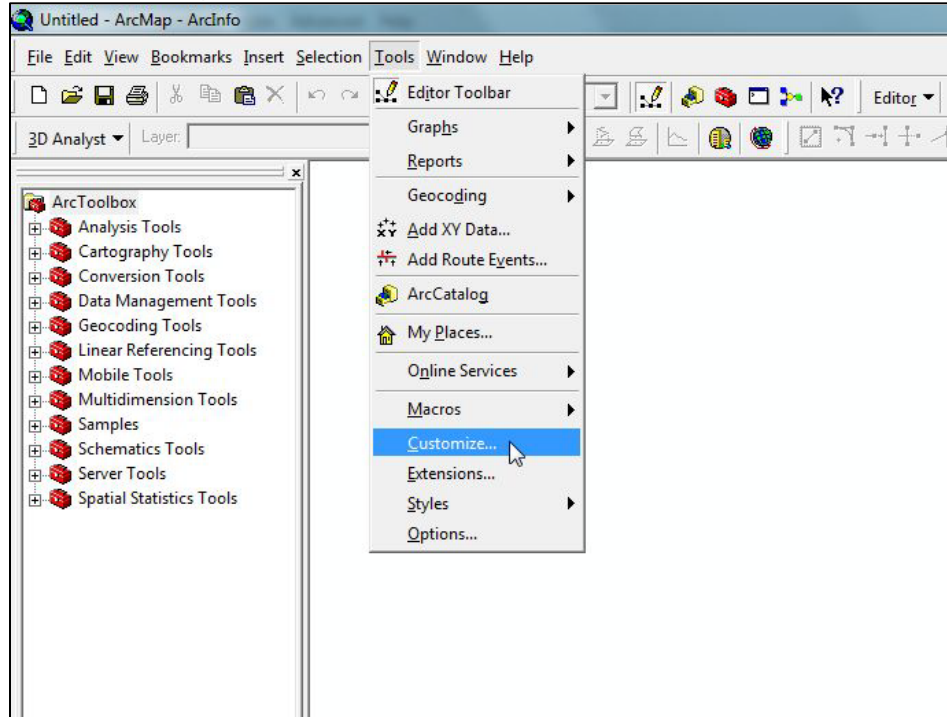 Untitled - ArcMap - ArcInfo
File Edit View Bookmarks Insert Selection Tools Window Help
Editor Toolbar
Editor
Graphs
3D Analyst Layer:
Reports
Geocoding
ArcToolbox
Analysis Tools
Add XY Data...
Cartography Tools
Add Route Events...
Conversion Tools
Data Management Tools
ArcCatalog
Geocoding Tools
My Places...
Linear Referencing Tools
Mobile Tools
Online Services
Multidimension Tools
Macros
Samples
Customize...
Schematics Tools
Server Tools
Extensions...
Spatial Statistics Tools
Styles
Options...